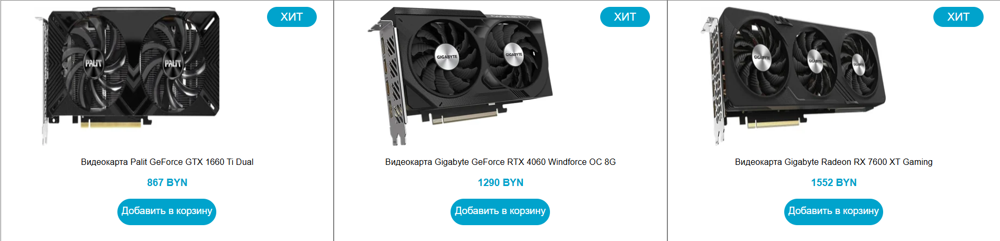 ХИТ
ХИТ
ХИТ
PALIT
PALIT
GIGABYTE
GIGABYTE
GIGABYTE
GIGABYTE
GIGABYTE
GIGABYTE
Видеокарта Palit GeForce GTX 1660 Ti Dual
867 BYN
Добавить в корзину
Видеокарта Gigabyte GeForce RTX 4060 Windforce OC 8G
1290 BYN
Добавить в корзину
Видеокарта Gigabyte Radeon RX 7600 XT Gaming
1552 BYN
Добавить в корзину